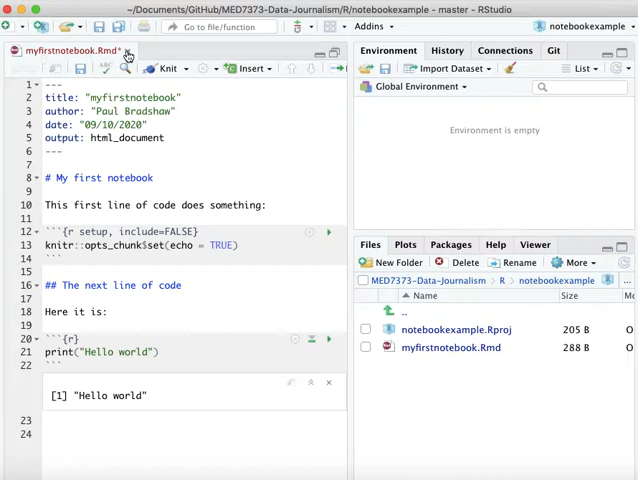 ~/Documents/GitHub/MED7373-Data-Journalism/R/notebookexample - master - RStudio
Go to file/function
Addins
notebookexample
myfirstnotebook.Rmd*
Knit
Insert
1 ---
2 title: "myfirstnotebook"
3 author: "Paul Bradshaw"
4 date: "09/10/2020"
5 output: html_document
6 ---
7
8 # My first notebook
9
10 This first line of code does something:
11
12 ```{r setup, include=FALSE}
13 knitr::opts_chunk$set(echo = TRUE)
14 ```
15
16 ## The next line of code
17
18 Here it is:
19
20 ```{r}
21 print("Hello world")
22 ```
[1] "Hello world"
23
24
Environment History Connections Git
Import Dataset List
Global Environment
Environment is empty
Files Plots Packages Help Viewer
New Folder Delete Rename More
MED7373-Data-Journalism R notebookexample ...
Name Size
..
notebookexample.Rproj 205 B O
myfirstnotebook.Rmd 288 B O